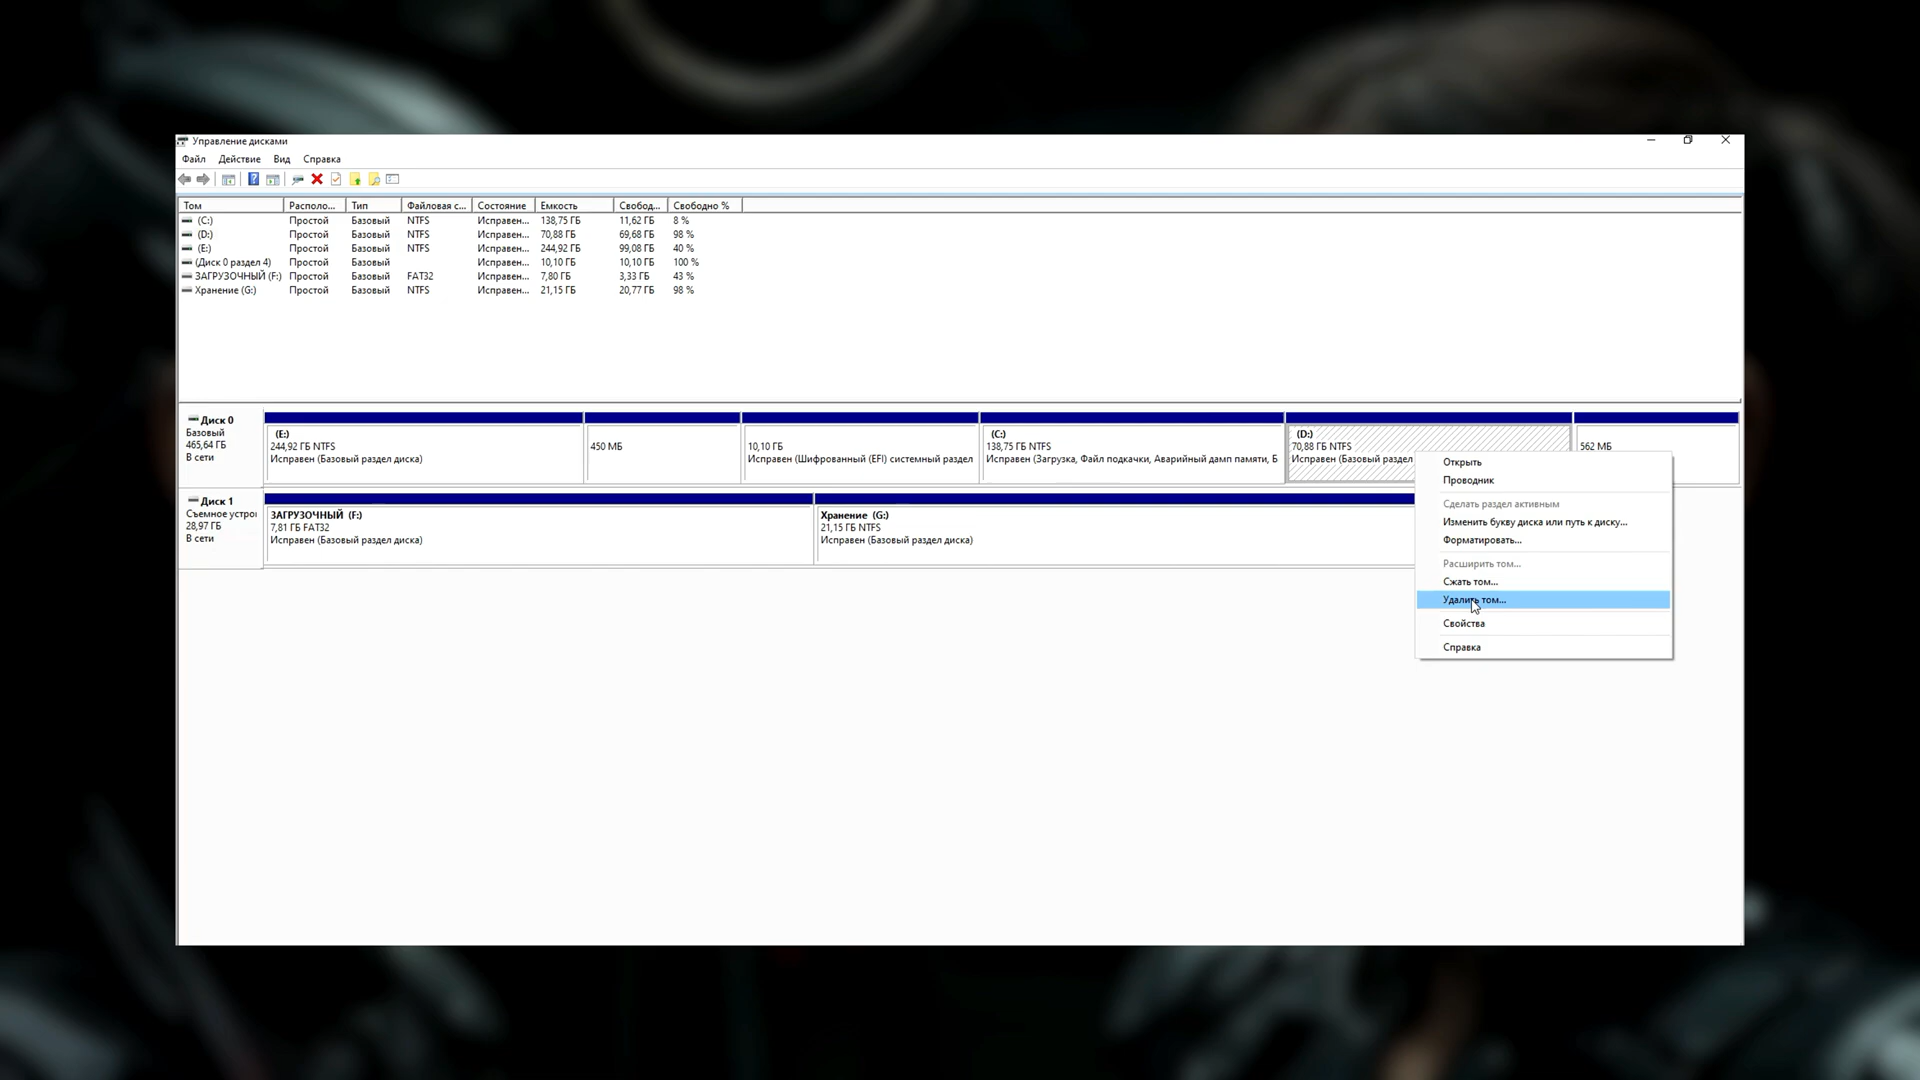 Управление дисками
Файл Действие Вид Справка
Том Располо... Тип Файловая с... Состояние Емкость Свобод... Свободно %
(C:) Простой Базовый NTFS Исправен... 138,75 ГБ 11,62 ГБ 8 %
(D:) Простой Базовый NTFS Исправен... 70,88 ГБ 69,68 ГБ 98 %
(E:) Простой Базовый NTFS Исправен... 244,92 ГБ 99,08 ГБ 40 %
(Диск 0 раздел 4) Простой Базовый Исправен... 10,10 ГБ 10,10 ГБ 100 %
ЗАГРУЗОЧНЫЙ (F:) Простой Базовый FAT32 Исправен... 7,80 ГБ 3,33 ГБ 43 %
Хранение (G:) Простой Базовый NTFS Исправен... 21,15 ГБ 20,77 ГБ 98 %
Диск 0
Базовый
465,64 ГБ
В сети
(E:)
244,92 ГБ NTFS
Исправен (Базовый раздел диска)
450 МБ
10,10 ГБ
Исправен (Шифрованный (EFI) системный раздел
(C:)
138,75 ГБ NTFS
Исправен (Загрузка, Файл подкачки, Аварийный дамп памяти, Б
(D:)
70,88 ГБ NTFS
Исправен (Базовый раздел
562 МБ
Диск 1
Съемное устро
28,97 ГБ
В сети
ЗАГРУЗОЧНЫЙ (F:)
7,81 ГБ FAT32
Исправен (Базовый раздел диска)
Хранение (G:)
21,15 ГБ NTFS
Исправен (Базовый раздел диска)
Открыть
Проводник
Сделать раздел активным
Изменить букву диска или путь к диску...
Форматировать...
Расширить том...
Сжать том...
Удалить том...
Свойства
Справка